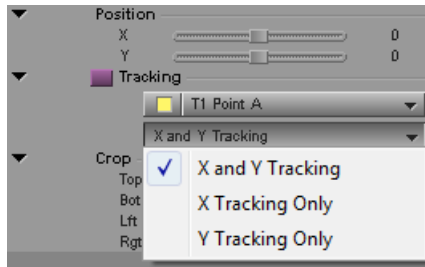 Position
X 0
Y 0
Tracking
T1 Point A
X and Y Tracking
Crop
Top
Bot
Lft
Rgt
X and Y Tracking
X Tracking Only
Y Tracking Only